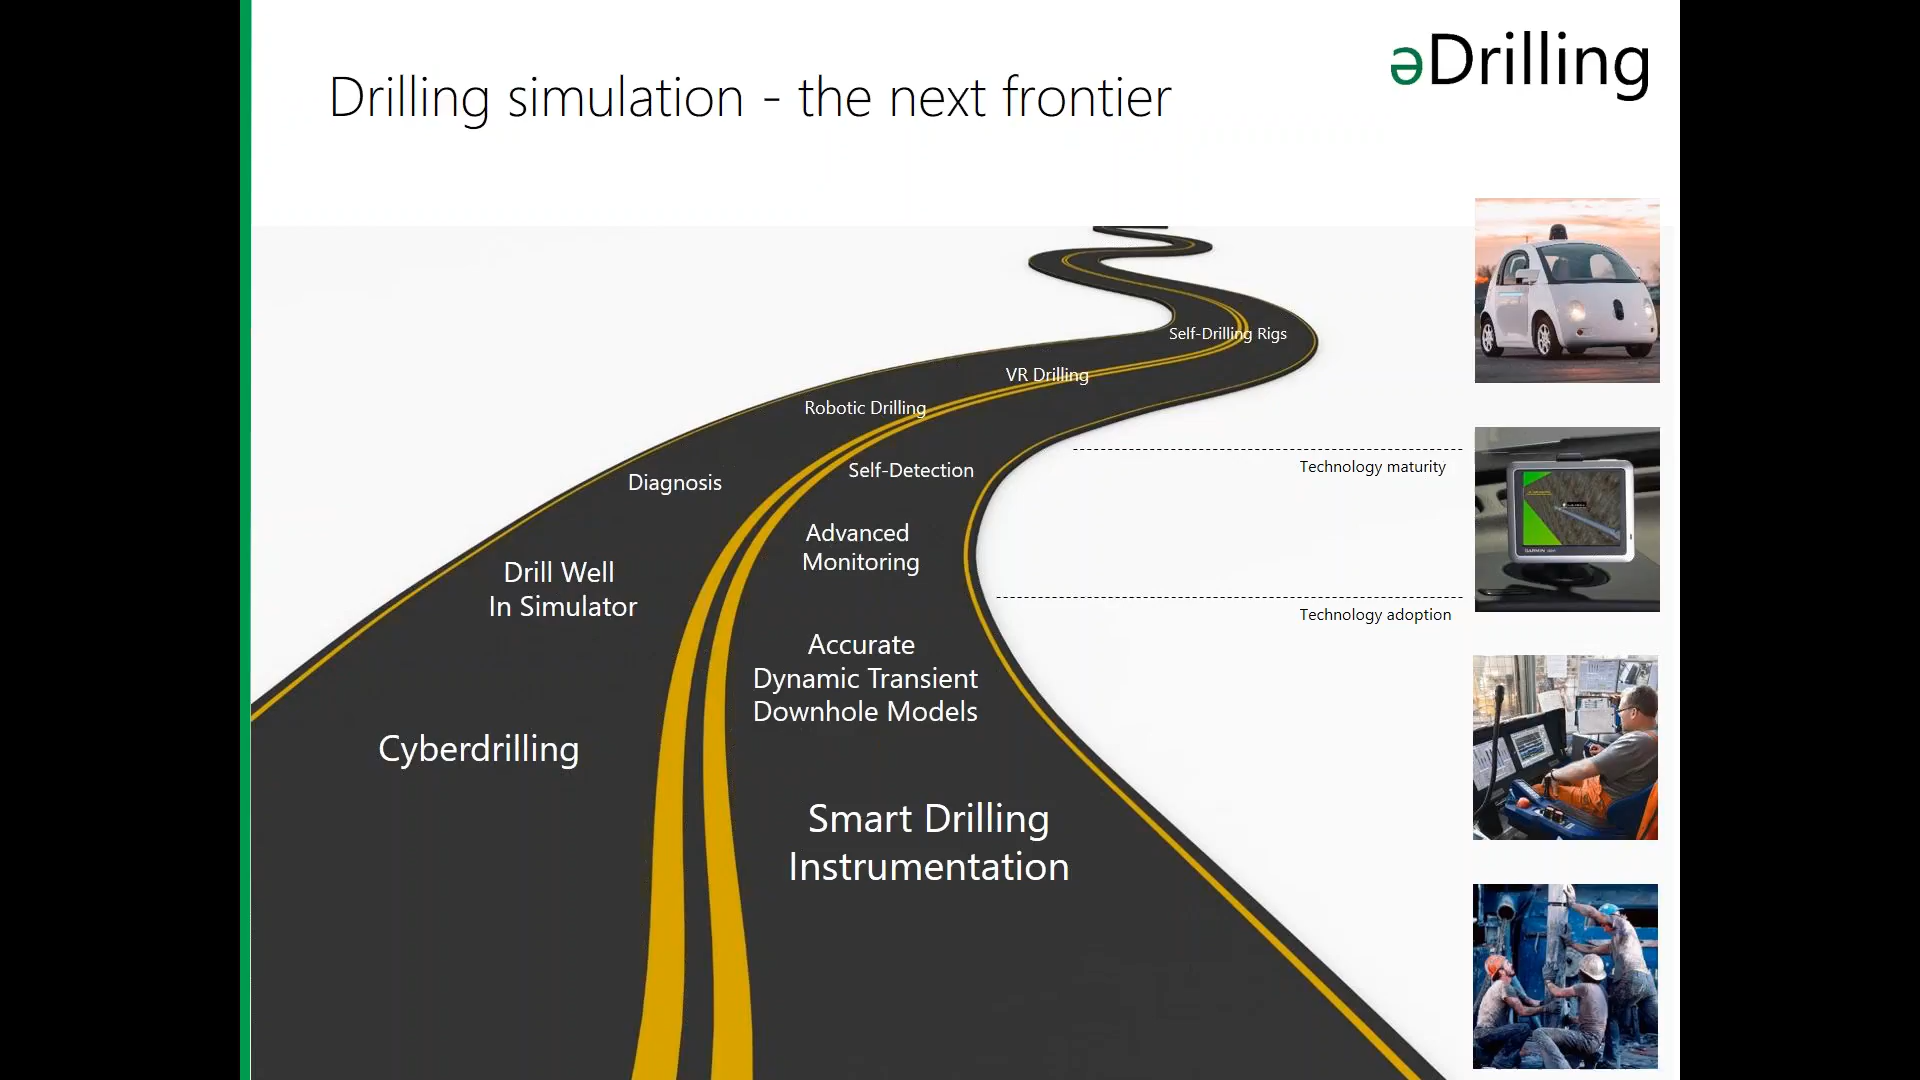 əDrilling
Drilling simulation - the next frontier
Self-Drilling Rigs
VR Drilling
Robotic Drilling
Self-Detection
Diagnosis
Advanced
Monitoring
Drill Well
In Simulator
Accurate
Dynamic Transient
Downhole Models
Cyberdrilling
Smart Drilling
Instrumentation
Technology maturity
Technology adoption
GARMIN